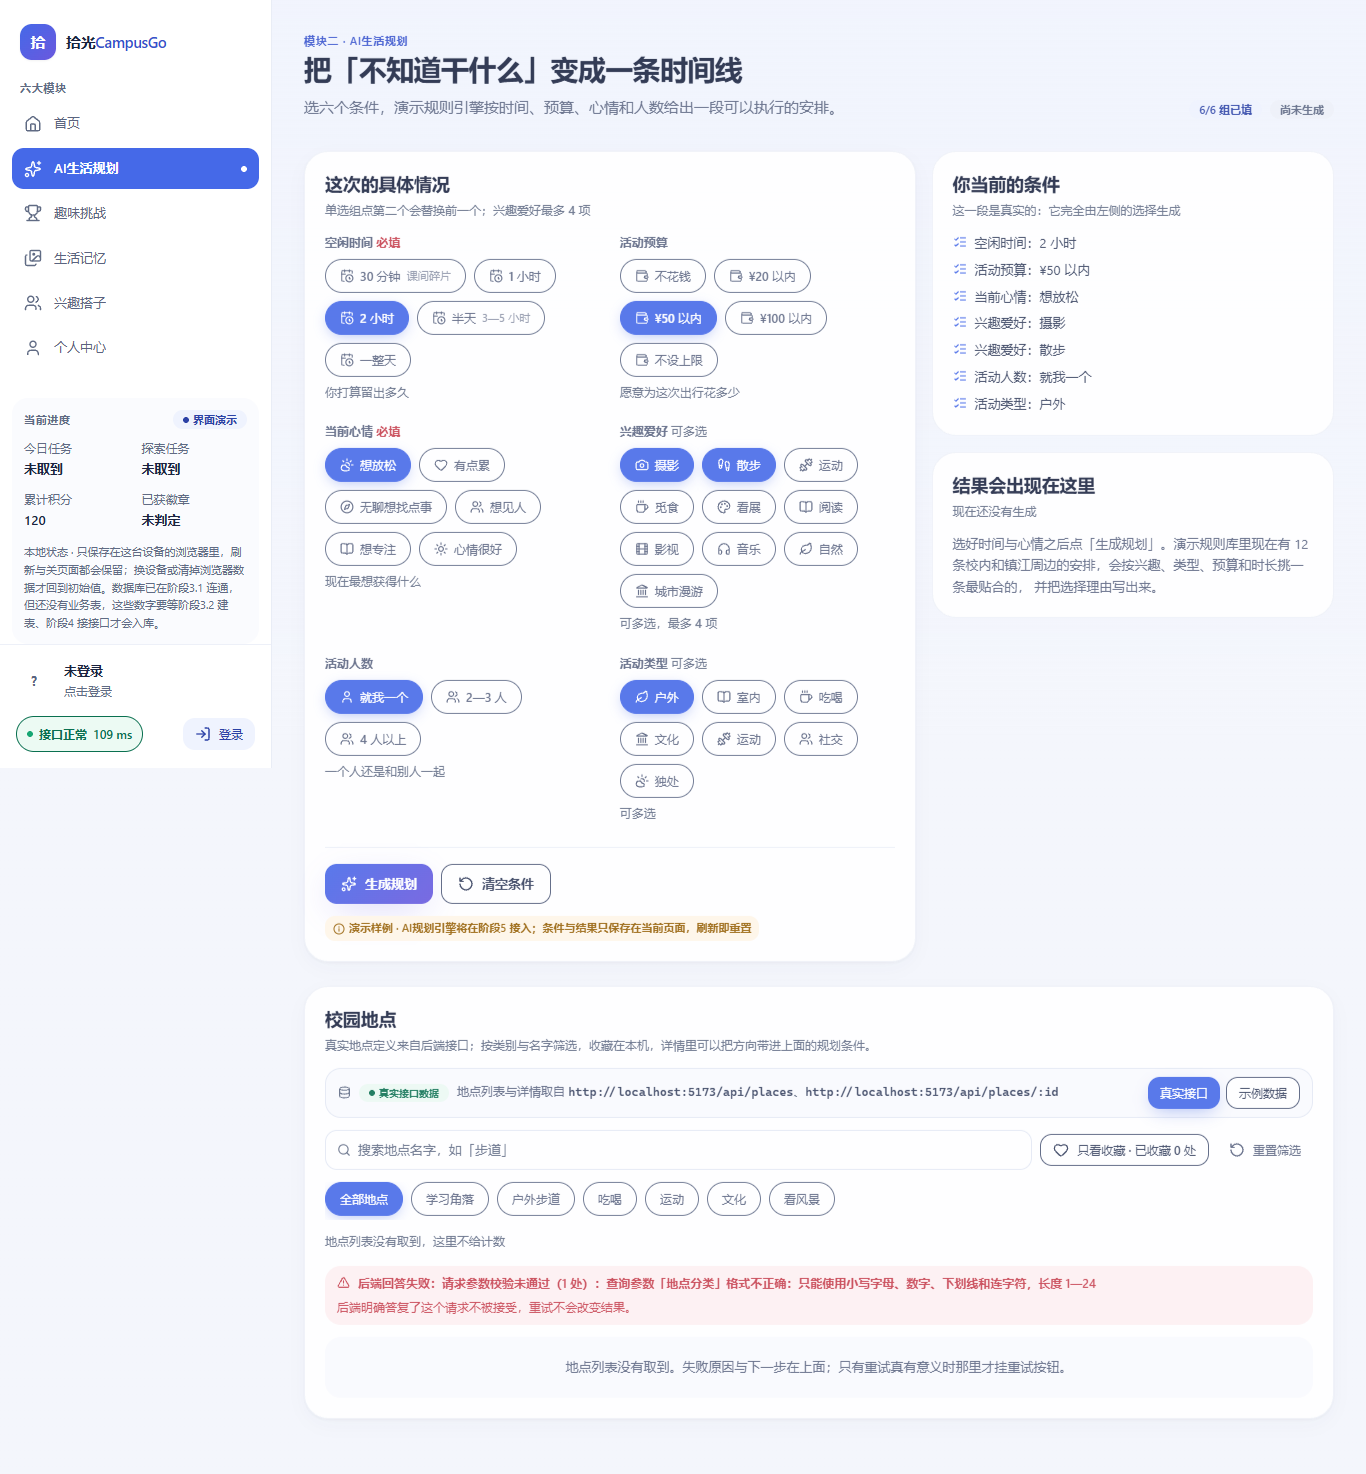 拾
拾光CampusGo
六大模块
首页
AI生活规划
趣味挑战
生活记忆
兴趣搭子
个人中心
当前进度
界面演示
今日任务
探索任务
未取到
未取到
累计积分
已获徽章
120
未判定
本地状态 · 只保存在这台设备的浏览器里，刷
新与关页面都会保留；换设备或清掉浏览器数
据才回到初始值。数据库已在阶段3.1 连通，
但还没有业务表，这些数字要等阶段3.2 建
表、阶段4 接接口才会入库。
?
未登录
点击登录
接口正常 109 ms
登录
模块二 · AI生活规划
把「不知道干什么」变成一条时间线
选六个条件，演示规则引擎按时间、预算、心情和人数给出一段可以执行的安排。
6/6 组已填
尚未生成
这次的具体情况
单选组点第二个会替换前一个；兴趣爱好最多 4 项
空闲时间 必填
30 分钟 课间碎片
1 小时
2 小时
半天 3—5 小时
一整天
你打算留出多久
活动预算
不花钱
¥20 以内
¥50 以内
¥100 以内
不设上限
愿意为这次出行花多少
当前心情 必填
想放松
有点累
无聊想找点事
想见人
想专注
心情很好
现在最想获得什么
兴趣爱好 可多选
摄影
散步
运动
觅食
看展
阅读
影视
音乐
自然
城市漫游
可多选，最多 4 项
活动人数
就我一个
2—3 人
4 人以上
一个人还是和别人一起
活动类型 可多选
户外
室内
吃喝
文化
运动
社交
独处
可多选
生成规划
清空条件
演示样例 · AI规划引擎将在阶段5 接入；条件与结果只保存在当前页面，刷新即重置
你当前的条件
这一段是真实的：它完全由左侧的选择生成
空闲时间：2 小时
活动预算：¥50 以内
当前心情：想放松
兴趣爱好：摄影
兴趣爱好：散步
活动人数：就我一个
活动类型：户外
结果会出现在这里
现在还没有生成
选好时间与心情之后点「生成规划」。演示规则库里现在有 12
条校内和镇江周边的安排，会按兴趣、类型、预算和时长挑一
条最贴合的， 并把选择理由写出来。
校园地点
真实地点定义来自后端接口；按类别与名字筛选，收藏在本机，详情里可以把方向带进上面的规划条件。
真实接口数据
地点列表与详情取自 http://localhost:5173/api/places、http://localhost:5173/api/places/:id
真实接口
示例数据
搜索地点名字，如「步道」
只看收藏 · 已收藏 0 处
重置筛选
全部地点
学习角落
户外步道
吃喝
运动
文化
看风景
地点列表没有取到，这里不给计数
后端回答失败：请求参数校验未通过（1 处）：查询参数「地点分类」格式不正确：只能使用小写字母、数字、下划线和连字符，长度 1—24
后端明确答复了这个请求不被接受，重试不会改变结果。
地点列表没有取到。失败原因与下一步在上面；只有重试真有意义时那里才挂重试按钮。